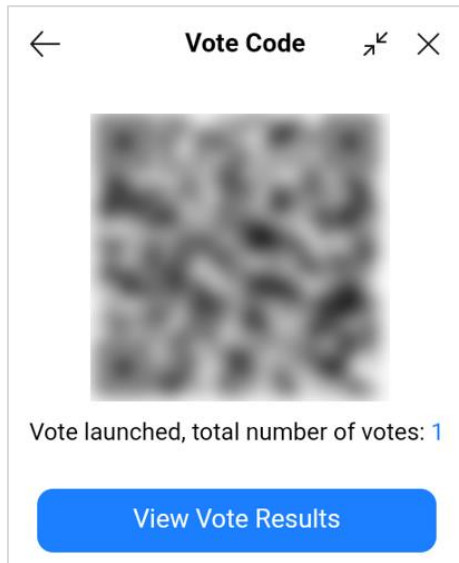 Vote Code
Vote launched, total number of votes: 1
View Vote Results